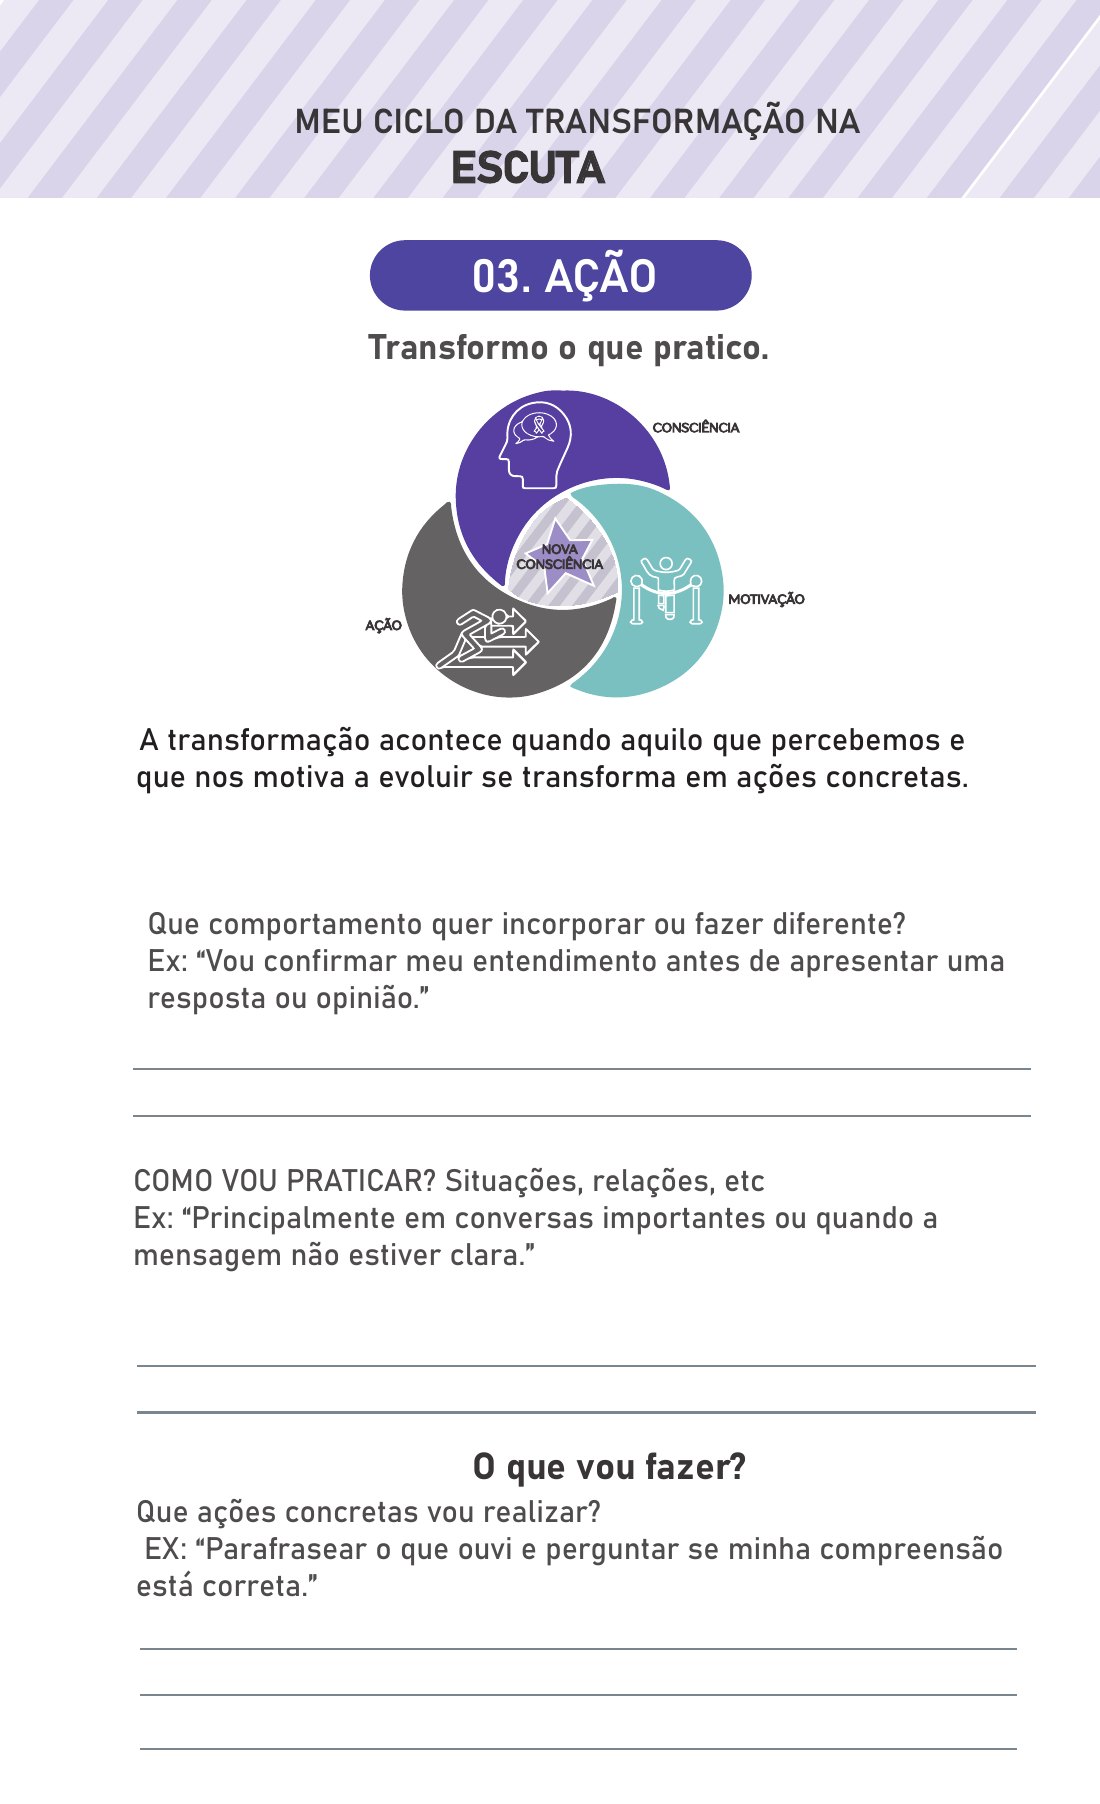 MEU CICLO DA TRANSFORMAÇÃO NA
ESCUTA
03. AÇÃO
Transformo o que pratico.
CONSCIÊNCIA
NOVA
CONSCIÊNCIA
MOTIVAÇÃO
AÇÃO
A transformação acontece quando aquilo que percebemos e
que nos motiva a evoluir se transforma em ações concretas.
Que comportamento quer incorporar ou fazer diferente?
Ex: “Vou confirmar meu entendimento antes de apresentar uma
resposta ou opinião.”
COMO VOU PRATICAR? Situações, relações, etc
Ex: “Principalmente em conversas importantes ou quando a
mensagem não estiver clara.”
O que vou fazer?
Que ações concretas vou realizar?
EX: “Parafrasear o que ouvi e perguntar se minha compreensão
está correta.”